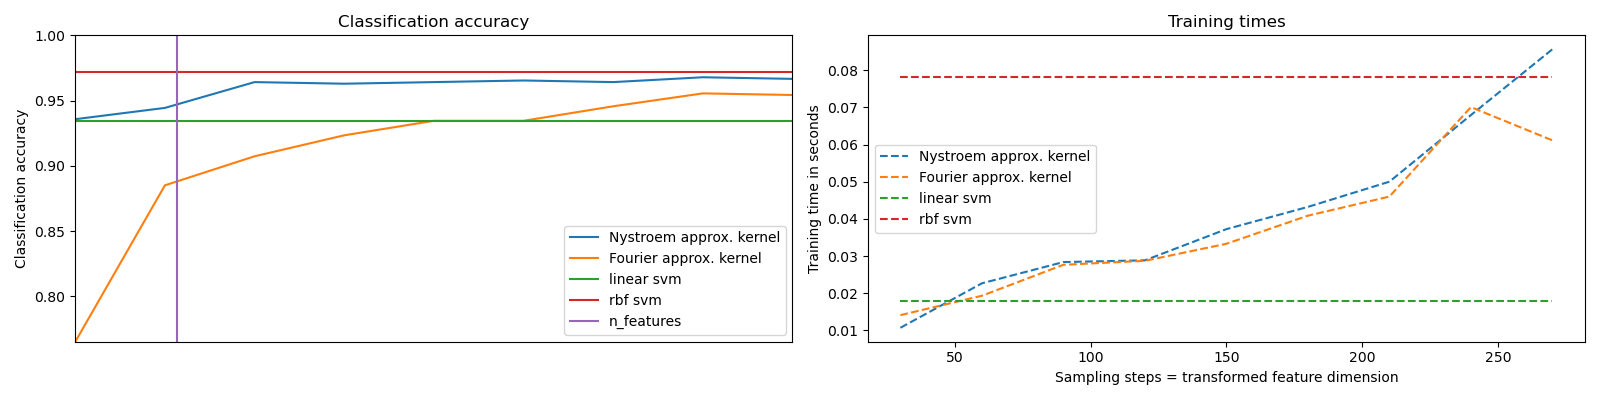 Classification accuracy
1.00
0.95
0.90
0.85
0.80
Classification accuracy
Nystroem approx. kernel
Fourier approx. kernel
linear svm
rbf svm
n_features
Training times
0.08
0.07
0.06
0.05
0.04
0.03
0.02
0.01
Training time in seconds
Nystroem approx. kernel
Fourier approx. kernel
linear svm
rbf svm
50
100
150
200
250
Sampling steps = transformed feature dimension